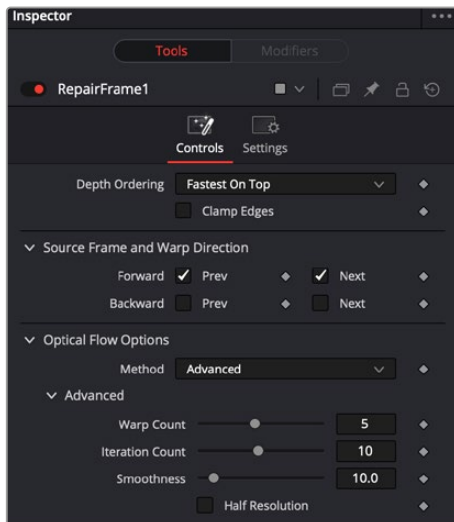 Inspector
Tools Modifiers
RepairFrame1
Controls Settings
Depth Ordering Fastest On Top
Clamp Edges
Source Frame and Warp Direction
Forward Prev Next
Backward Prev Next
Optical Flow Options
Method Advanced
Advanced
Warp Count 5
Iteration Count 10
Smoothness 10.0
Half Resolution